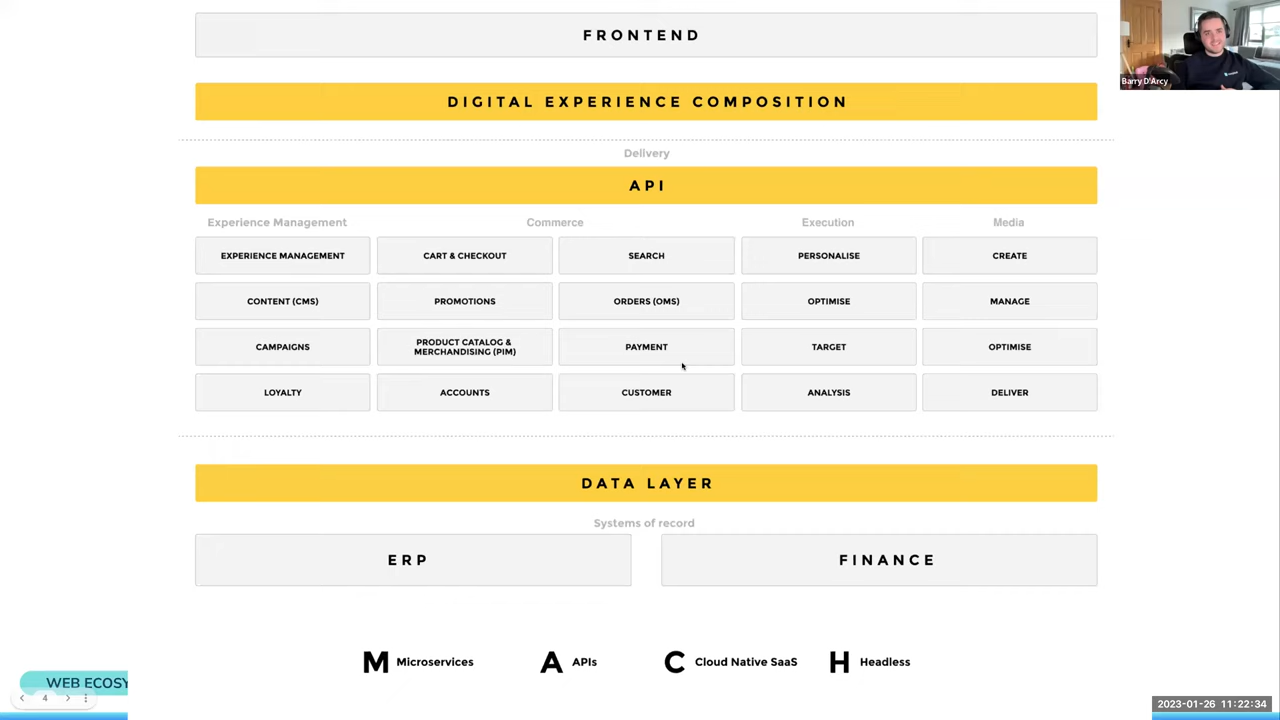 FRONTEND
Barry D'Arcy
DIGITAL EXPERIENCE COMPOSITION
Delivery
API
Experience Management Commerce Execution Media
EXPERIENCE MANAGEMENT CART & CHECKOUT SEARCH PERSONALISE CREATE
CONTENT (CMS) PROMOTIONS ORDERS (OMS) OPTIMISE MANAGE
CAMPAIGNS PRODUCT CATALOG & MERCHANDISING (PIM) PAYMENT TARGET OPTIMISE
LOYALTY ACCOUNTS CUSTOMER ANALYSIS DELIVER
DATA LAYER
Systems of record
ERP FINANCE
M Microservices A APIs C Cloud Native SaaS H Headless
WEB ECOSY
4
2023-01-26 11:22:34